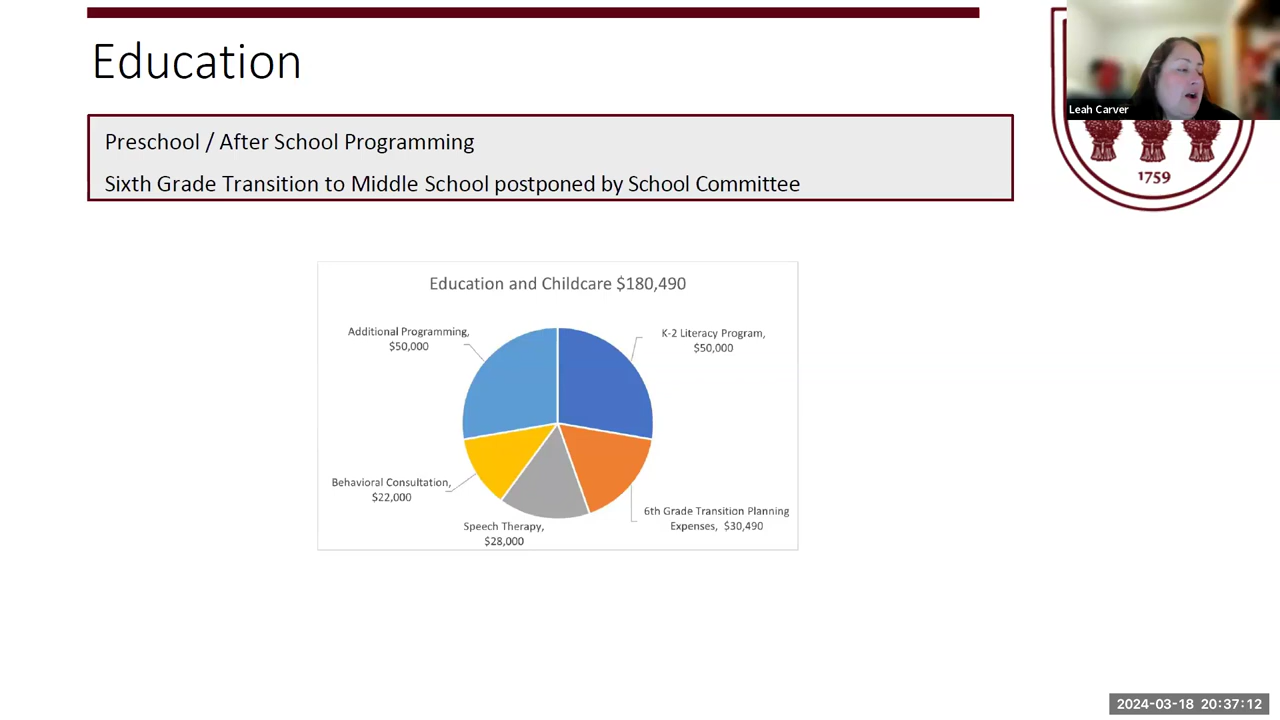 Education
Leah Carver
Preschool / After School Programming
Sixth Grade Transition to Middle School postponed by School Committee
1759
Education and Childcare $180,490
Additional Programming,
$50,000
K-2 Literacy Program,
$50,000
Behavioral Consultation,
$22,000
6th Grade Transition Planning
Expenses, $30,490
Speech Therapy,
$28,000
2024-03-18 20:37:12